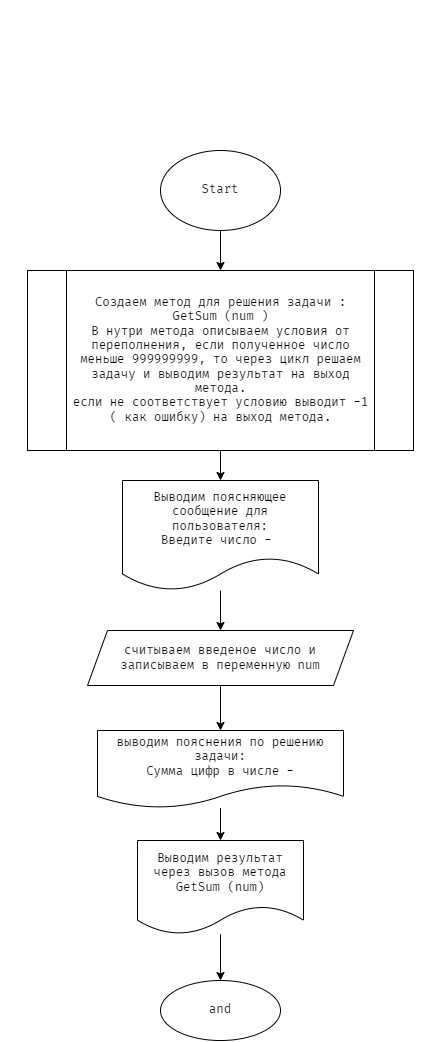 Start
Создаем метод для решения задачи :
GetSum (num )
В нутри метода описываем условия от
переполнения, если полученное число
меньше 999999999, то через цикл решаем
задачу и выводим результат на выход
метода.
если не соответствует условию выводит -1
( как ошибку) на выход метода.
Выводим поясняющее
сообщение для
пользователя:
Введите число -
считываем введеное число и
записываем в переменную num
выводим пояснения по решению
задачи:
Сумма цифр в числе -
Выводим результат
через вызов метода
GetSum (num)
and